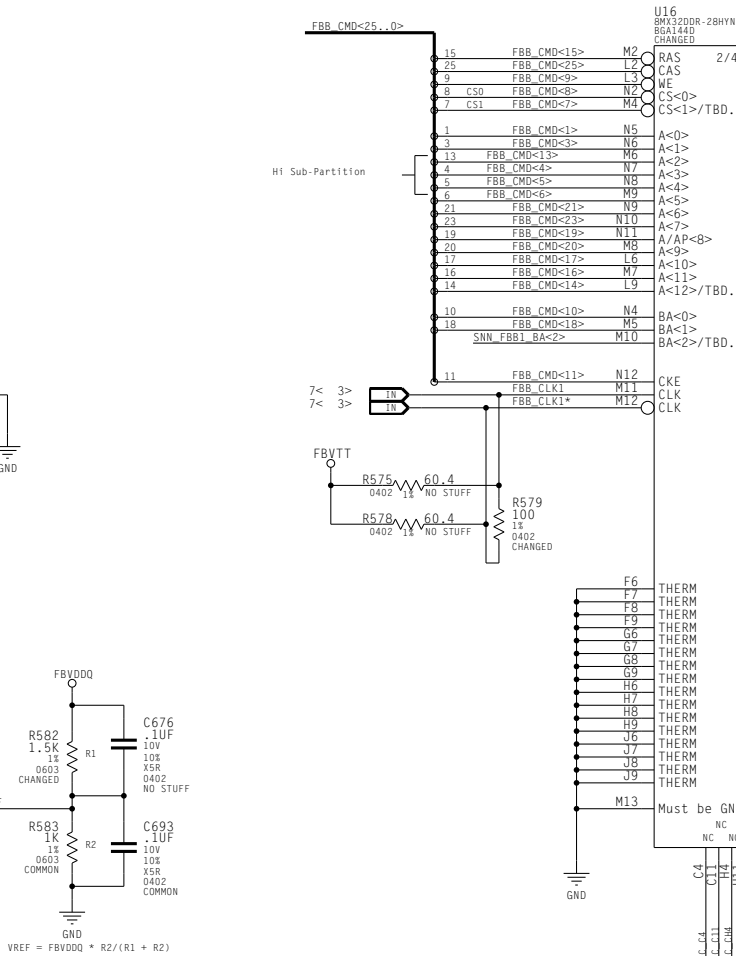 FBB_CMD<25..0>
U16
8MX32DDR-28HYN
BGA144D
CHANGED
2/4
15 FBB_CMD<15> M2 RAS
25 FBB_CMD<25> L2 CAS
9 FBB_CMD<9> L3 WE
8 CS0 FBB_CMD<8> N2 CS<0>
7 CS1 FBB_CMD<7> M4 CS<1>/TBD.
1 FBB_CMD<1> N5 A<0>
3 FBB_CMD<3> N6 A<1>
13 FBB_CMD<13> M6 A<2>
4 FBB_CMD<4> N7 A<3>
5 FBB_CMD<5> N8 A<4>
6 FBB_CMD<6> M9 A<5>
21 FBB_CMD<21> N9 A<6>
23 FBB_CMD<23> N10 A<7>
19 FBB_CMD<19> N11 A/AP<8>
20 FBB_CMD<20> M8 A<9>
17 FBB_CMD<17> L6 A<10>
16 FBB_CMD<16> M7 A<11>
14 FBB_CMD<14> L9 A<12>/TBD.
Hi Sub-Partition
10 FBB_CMD<10> N4 BA<0>
18 FBB_CMD<18> M5 BA<1>
SNN_FBB1_BA<2> M10 BA<2>/TBD.
11 FBB_CMD<11> N12 CKE
7< 3> IN FBB_CLK1 M11 CLK
7< 3> IN FBB_CLK1* M12 CLK
GND
FBVTT
R575 60.4
0402 1% NO STUFF
R578 60.4
0402 1% NO STUFF
R579
100
1%
0402
CHANGED
F6 THERM
F7 THERM
F8 THERM
F9 THERM
G6 THERM
G7 THERM
G8 THERM
G9 THERM
H6 THERM
H7 THERM
H8 THERM
H9 THERM
J6 THERM
J7 THERM
J8 THERM
J9 THERM
M13 Must be GN
NC
NC
C4
C11
H4
GND
FBVDDQ
R582
1.5K
1%
0603
CHANGED
R1
C676
.1UF
10V
10%
X5R
0402
NO STUFF
R583
1K
1%
0603
COMMON
R2
C693
.1UF
10V
10%
X5R
0402
COMMON
GND
VREF = FBVDDQ * R2/(R1 + R2)